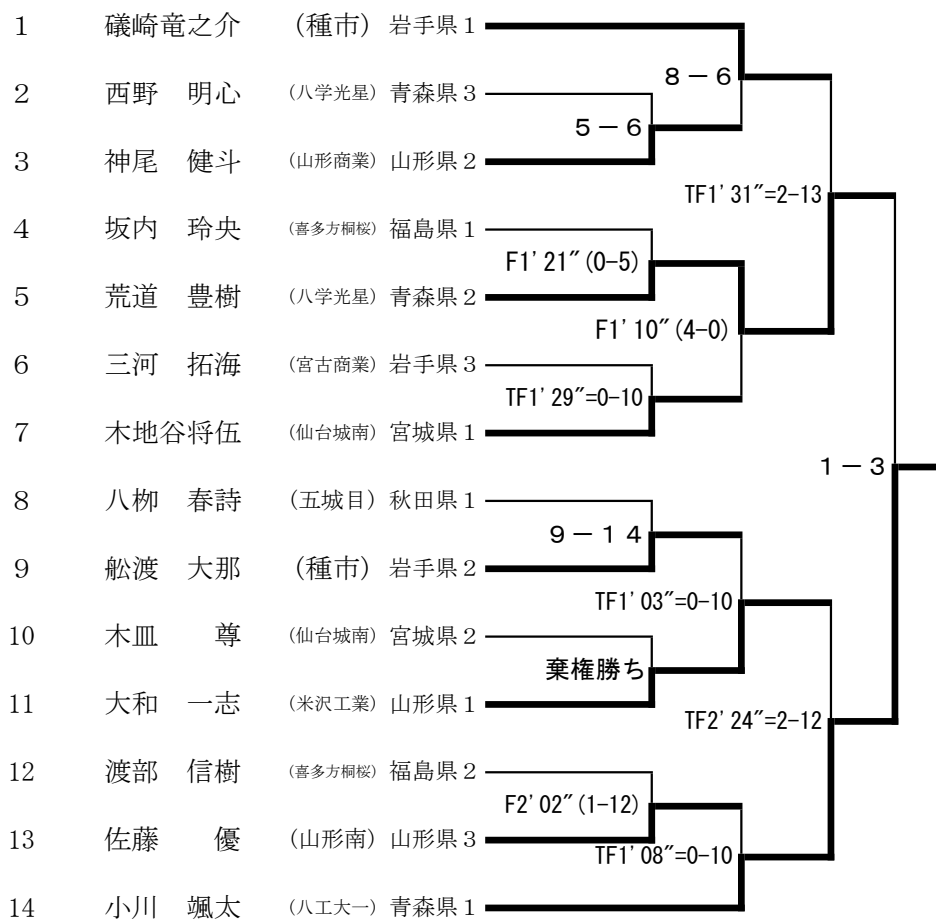 1 礒崎竜之介 (種市) 岩手県 1
8－6
2 西野 明心 (八学光星) 青森県 3
5－6
3 神尾 健斗 (山形商業) 山形県 2
TF1'31"=2-13
4 坂内 玲央 (喜多方桐桜) 福島県 1
F1'21"(0-5)
5 荒道 豊樹 (八学光星) 青森県 2
F1'10"(4-0)
6 三河 拓海 (宮古商業) 岩手県 3
TF1'29"=0-10
7 木地谷将伍 (仙台城南) 宮城県 1
1－3
8 八栁 春詩 (五城目) 秋田県 1
9－14
9 舩渡 大那 (種市) 岩手県 2
TF1'03"=0-10
10 木皿 尊 (仙台城南) 宮城県 2
棄権勝ち
11 大和 一志 (米沢工業) 山形県 1
TF2'24"=2-12
12 渡部 信樹 (喜多方桐桜) 福島県 2
F2'02"(1-12)
13 佐藤 優 (山形南) 山形県 3
TF1'08"=0-10
14 小川 颯太 (八工大一) 青森県 1